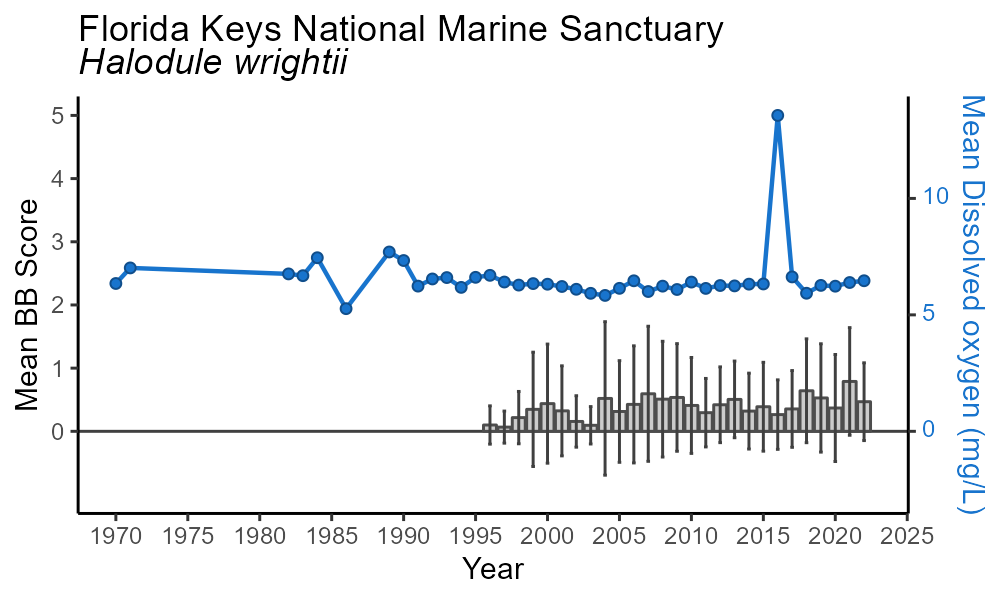 Florida Keys National Marine Sanctuary
Halodule wrightii
5
4
3
2
1
0
Mean BB Score
10
5
0
Mean Dissolved oxygen (mg/L)
1970 1975 1980 1985 1990 1995 2000 2005 2010 2015 2020 2025
Year